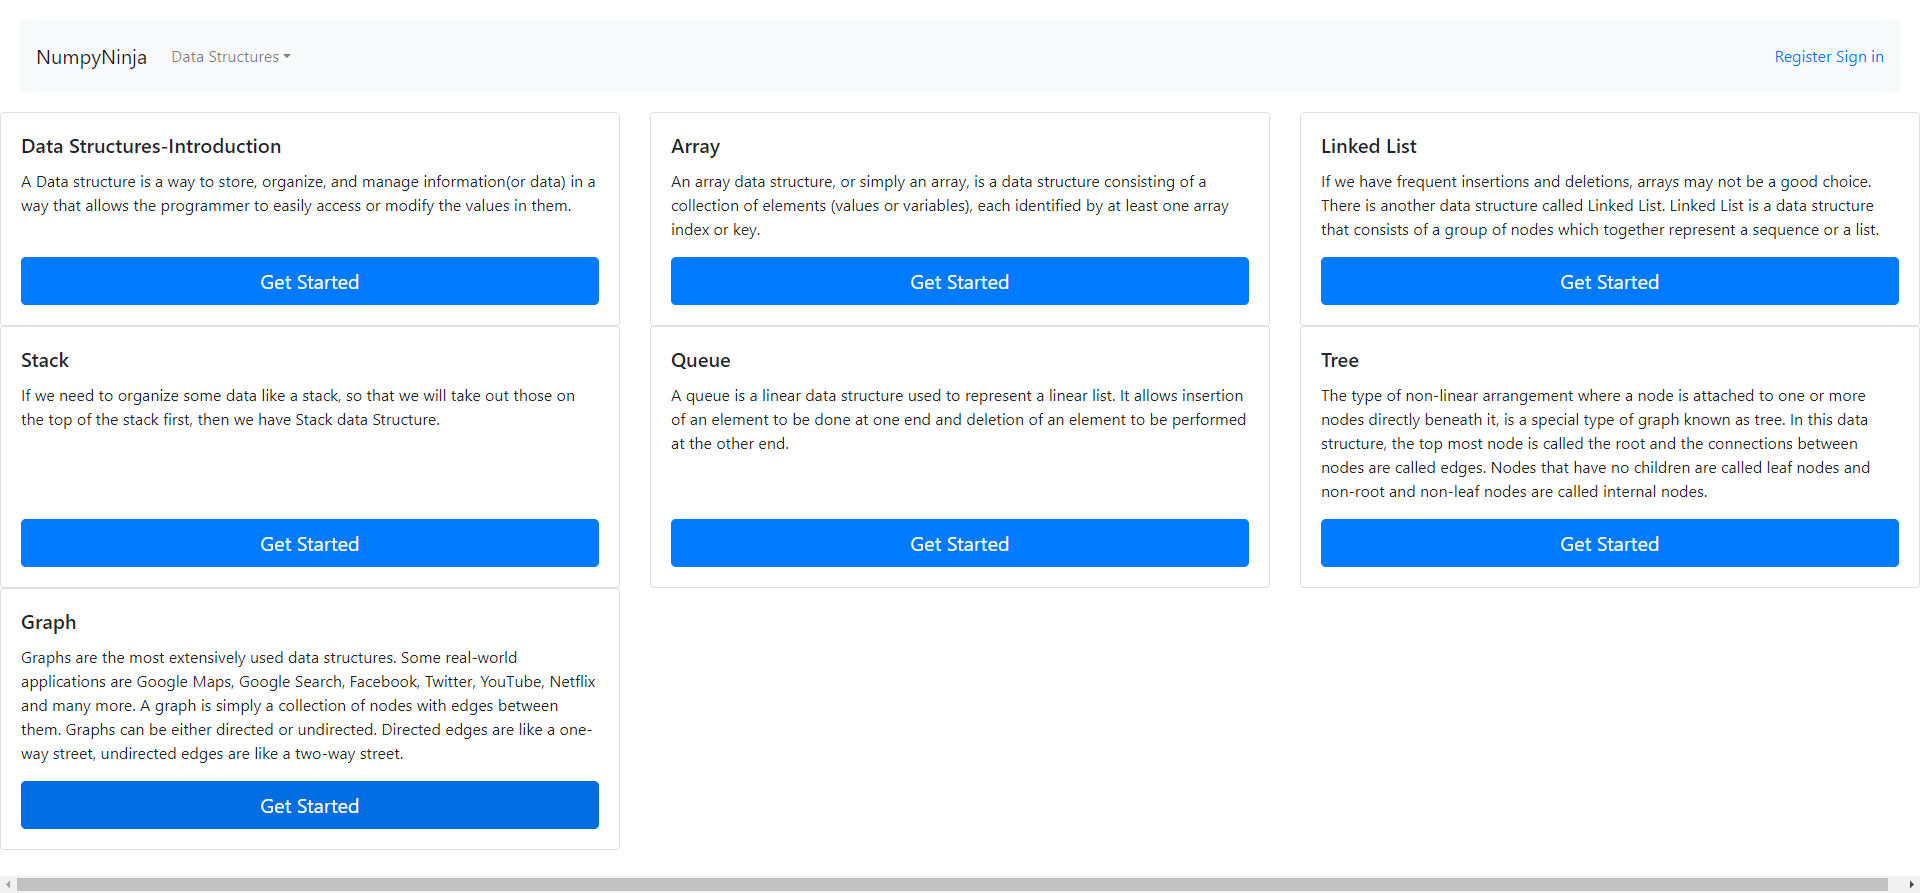 NumpyNinja
Data Structures
Register Sign in
Data Structures-Introduction
A Data structure is a way to store, organize, and manage information(or data) in a
way that allows the programmer to easily access or modify the values in them.
Get Started
Array
An array data structure, or simply an array, is a data structure consisting of a
collection of elements (values or variables), each identified by at least one array
index or key.
Get Started
Linked List
If we have frequent insertions and deletions, arrays may not be a good choice.
There is another data structure called Linked List. Linked List is a data structure
that consists of a group of nodes which together represent a sequence or a list.
Get Started
Stack
If we need to organize some data like a stack, so that we will take out those on
the top of the stack first, then we have Stack data Structure.
Get Started
Queue
A queue is a linear data structure used to represent a linear list. It allows insertion
of an element to be done at one end and deletion of an element to be performed
at the other end.
Get Started
Tree
The type of non-linear arrangement where a node is attached to one or more
nodes directly beneath it, is a special type of graph known as tree. In this data
structure, the top most node is called the root and the connections between
nodes are called edges. Nodes that have no children are called leaf nodes and
non-root and non-leaf nodes are called internal nodes.
Get Started
Graph
Graphs are the most extensively used data structures. Some real-world
applications are Google Maps, Google Search, Facebook, Twitter, YouTube, Netflix
and many more. A graph is simply a collection of nodes with edges between
them. Graphs can be either directed or undirected. Directed edges are like a one-
way street, undirected edges are like a two-way street.
Get Started